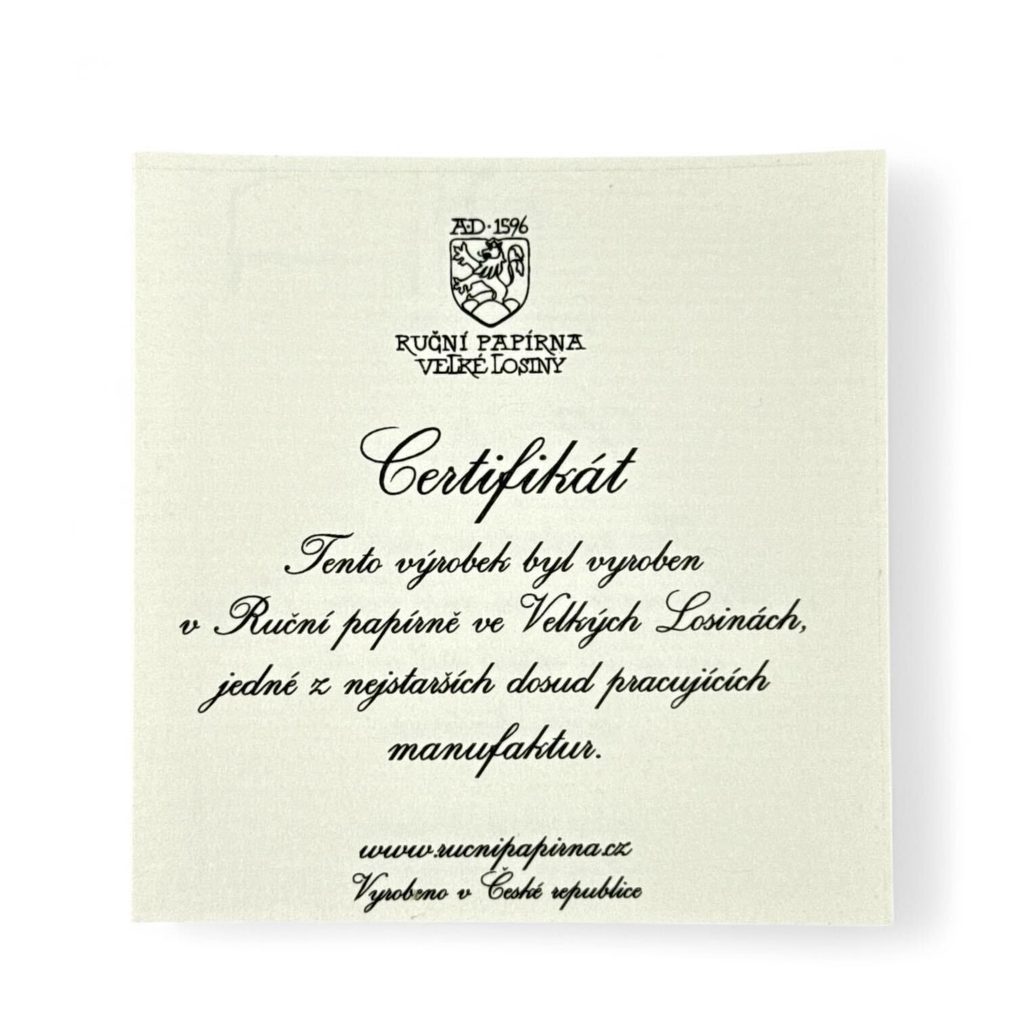 A·D·1596
RUČNÍ PAPÍRNA
VELKÉ LOSINY
Certifikát
Tento výrobek byl vyroben
v Ruční papírně ve Velkých Losinách,
jedné z nejstarších dosud pracujících
manufaktur.
www.rucnipapirna.cz
Vyrobeno v České republice